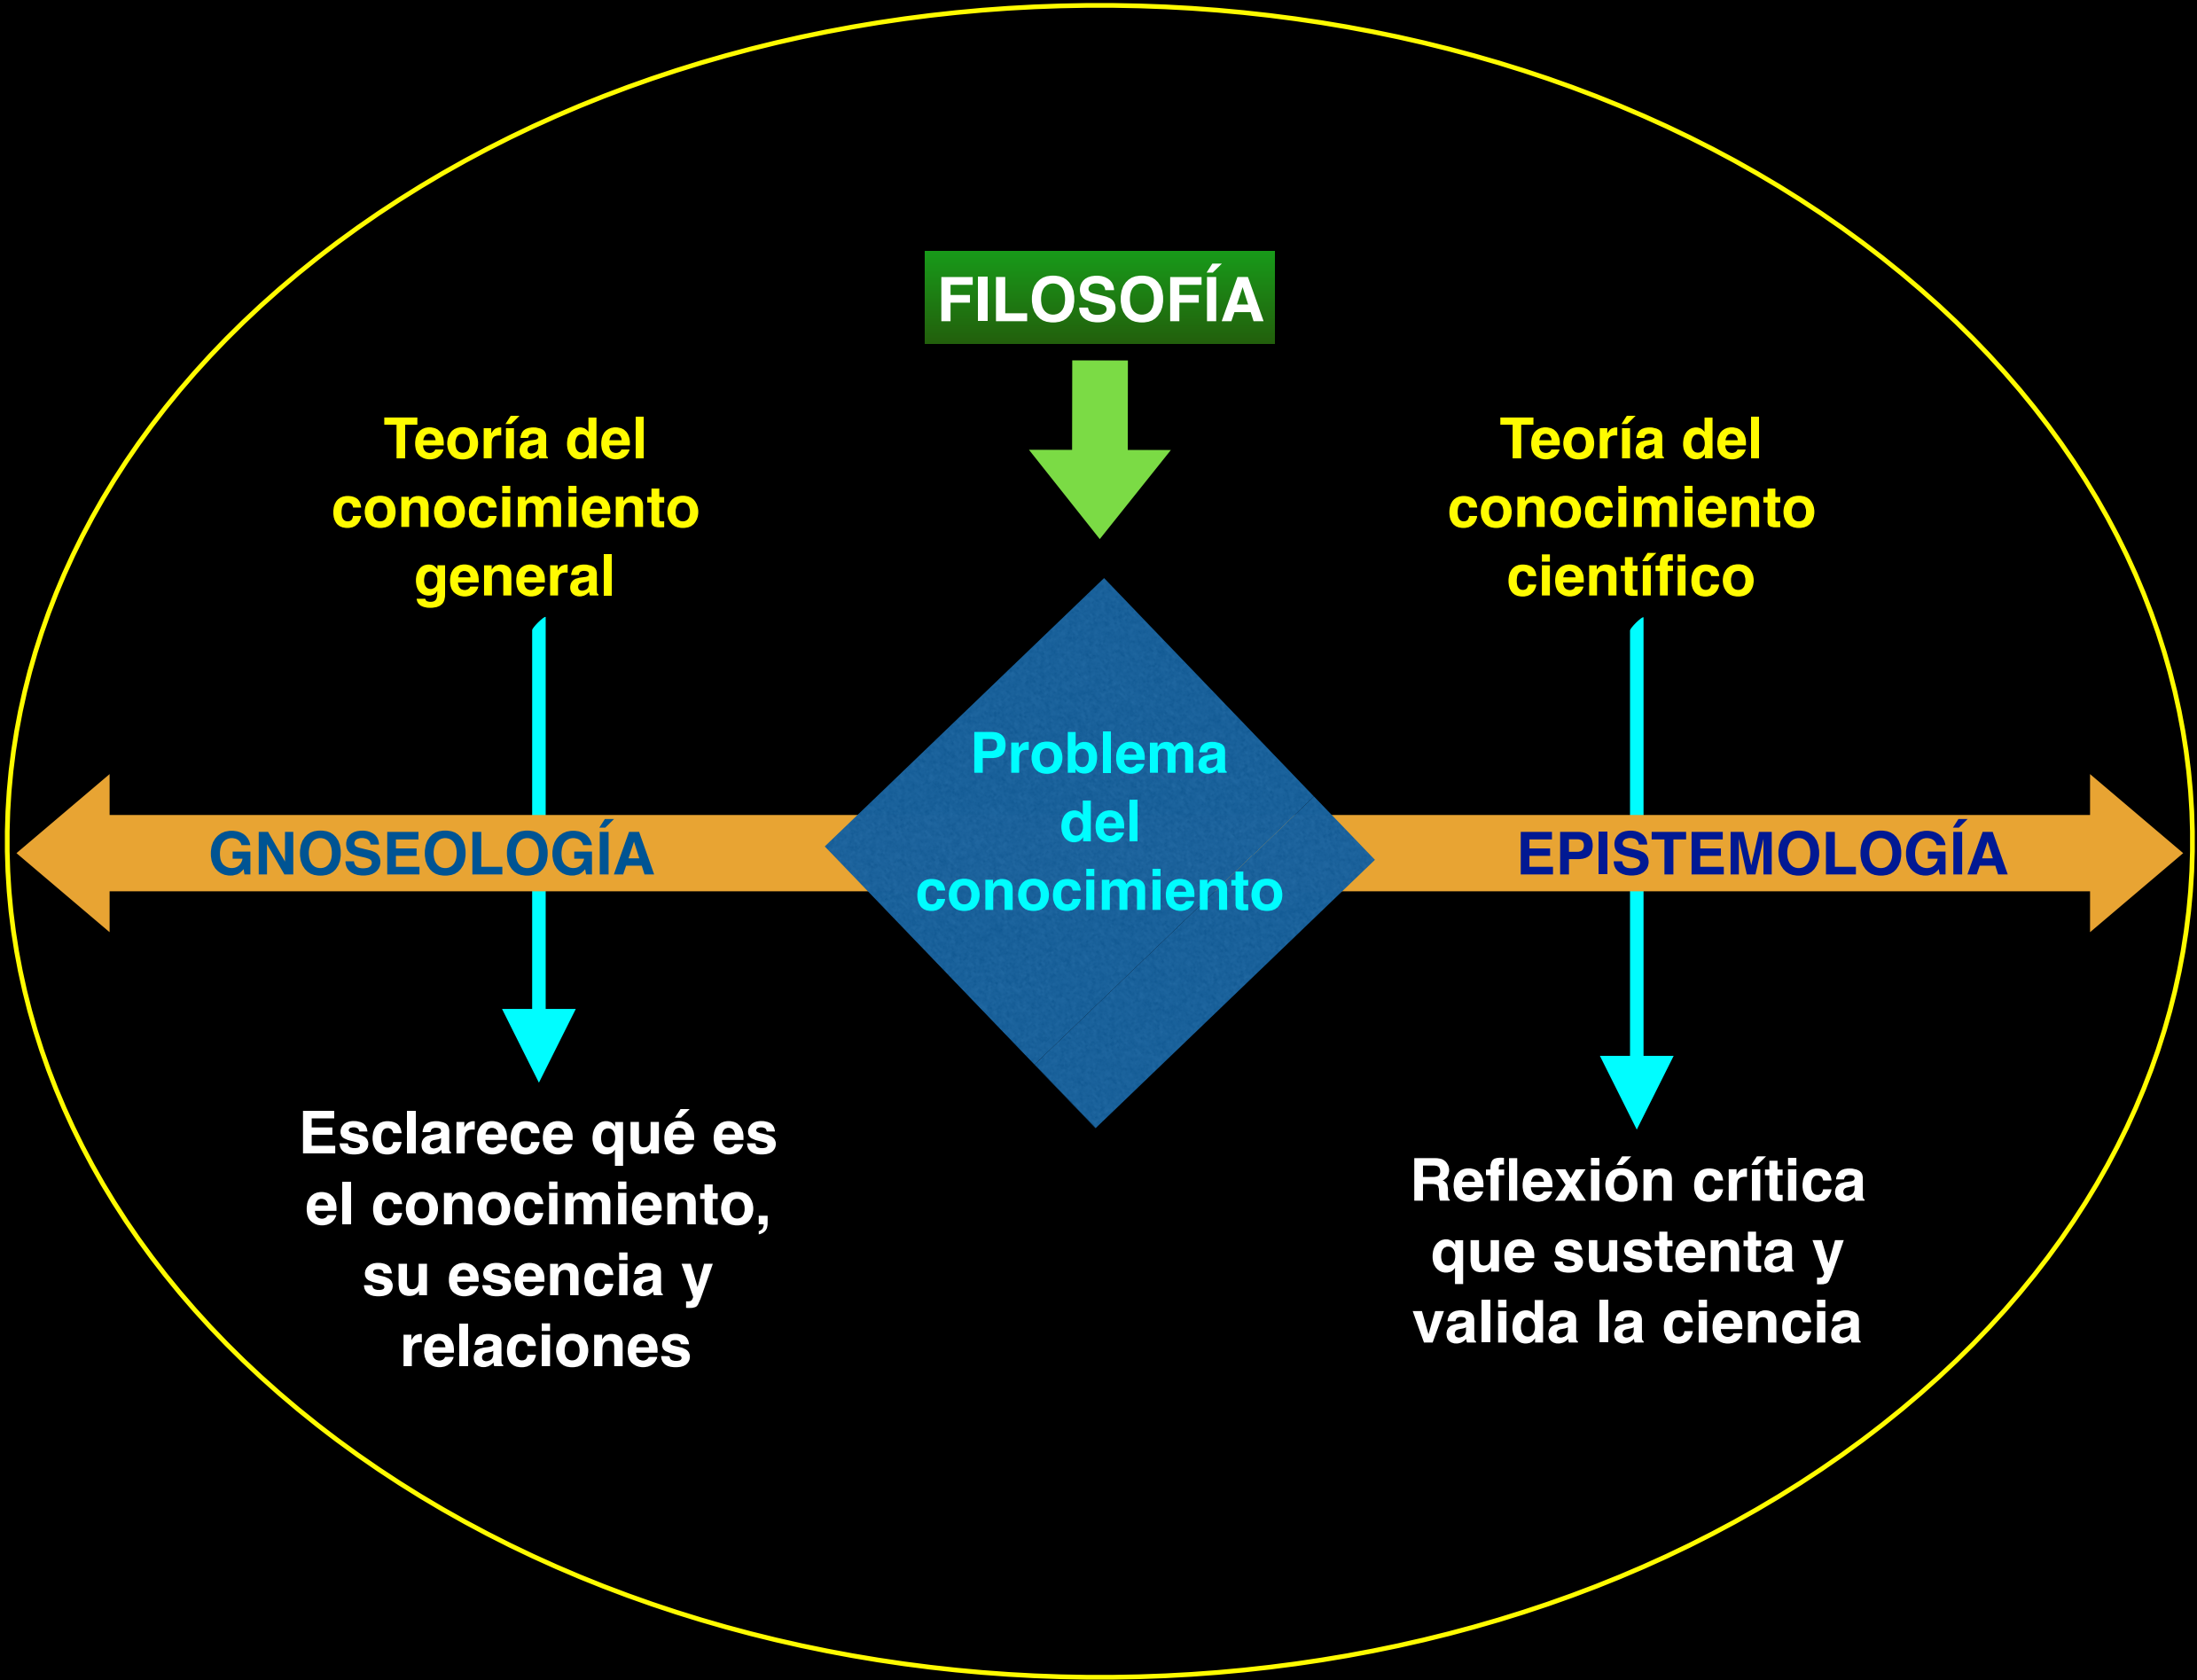 FILOSOFÍA
Teoría del
conocimiento
general
Teoría del
conocimiento
científico
Problema
del
conocimiento
GNOSEOLOGÍA
EPISTEMOLOGÍA
Esclarece qué es
el conocimiento,
su esencia y
relaciones
Reflexión crítica
que sustenta y
valida la ciencia